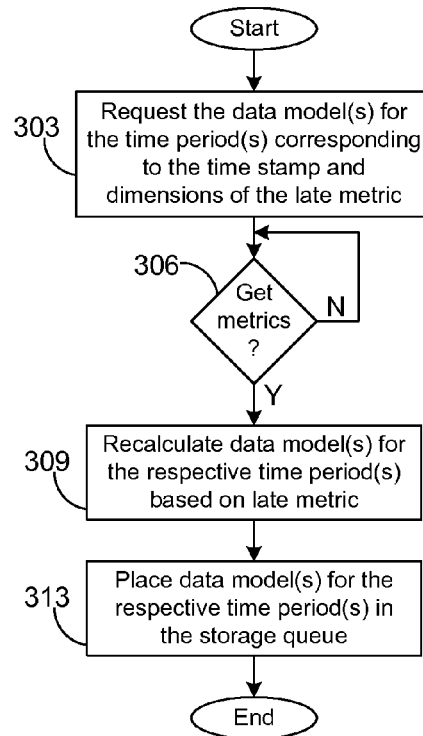 Start
303
Request the data model(s) for
the time period(s) corresponding
to the time stamp and
dimensions of the late metric
306
Get
metrics
?
N
Y
309
Recalculate data model(s) for
the respective time period(s)
based on late metric
313
Place data model(s) for the
respective time period(s) in
the storage queue
End